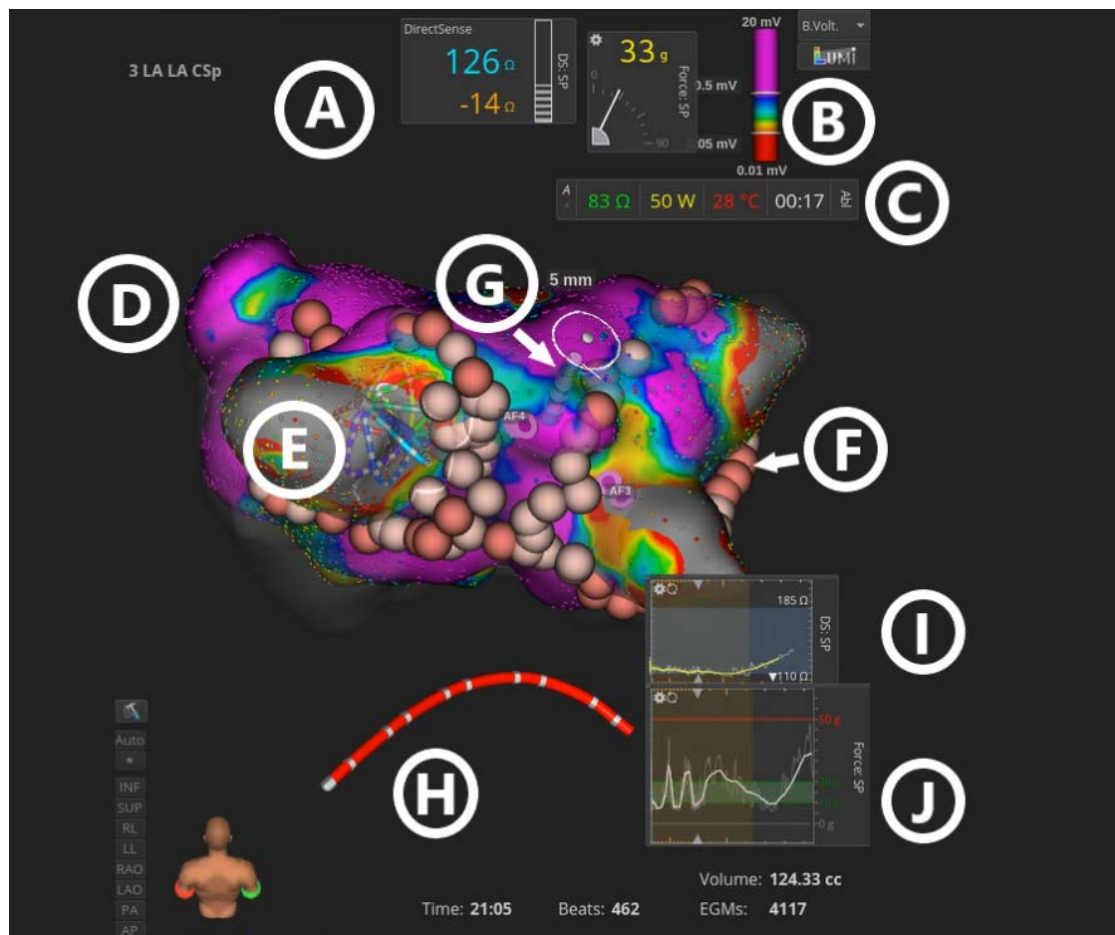 3 LA LA CSp
A
DirectSense
126 Ω
-14 Ω
DS: SP
33 g
0
90
Force: SP
20 mV
0.5 mV
0.05 mV
0.01 mV
B.Volt.
LUMI
B
A
83 Ω
50 W
28 °C
00:17
Abl
C
D
G
5 mm
E
AF4
F
AF3
185 Ω
110 Ω
DS: SP
I
H
50 g
0 g
Force: SP
J
Auto
INF
SUP
RL
LL
RAO
LAO
PA
AP
Volume: 124.33 cc
Time: 21:05 Beats: 462 EGMs: 4117